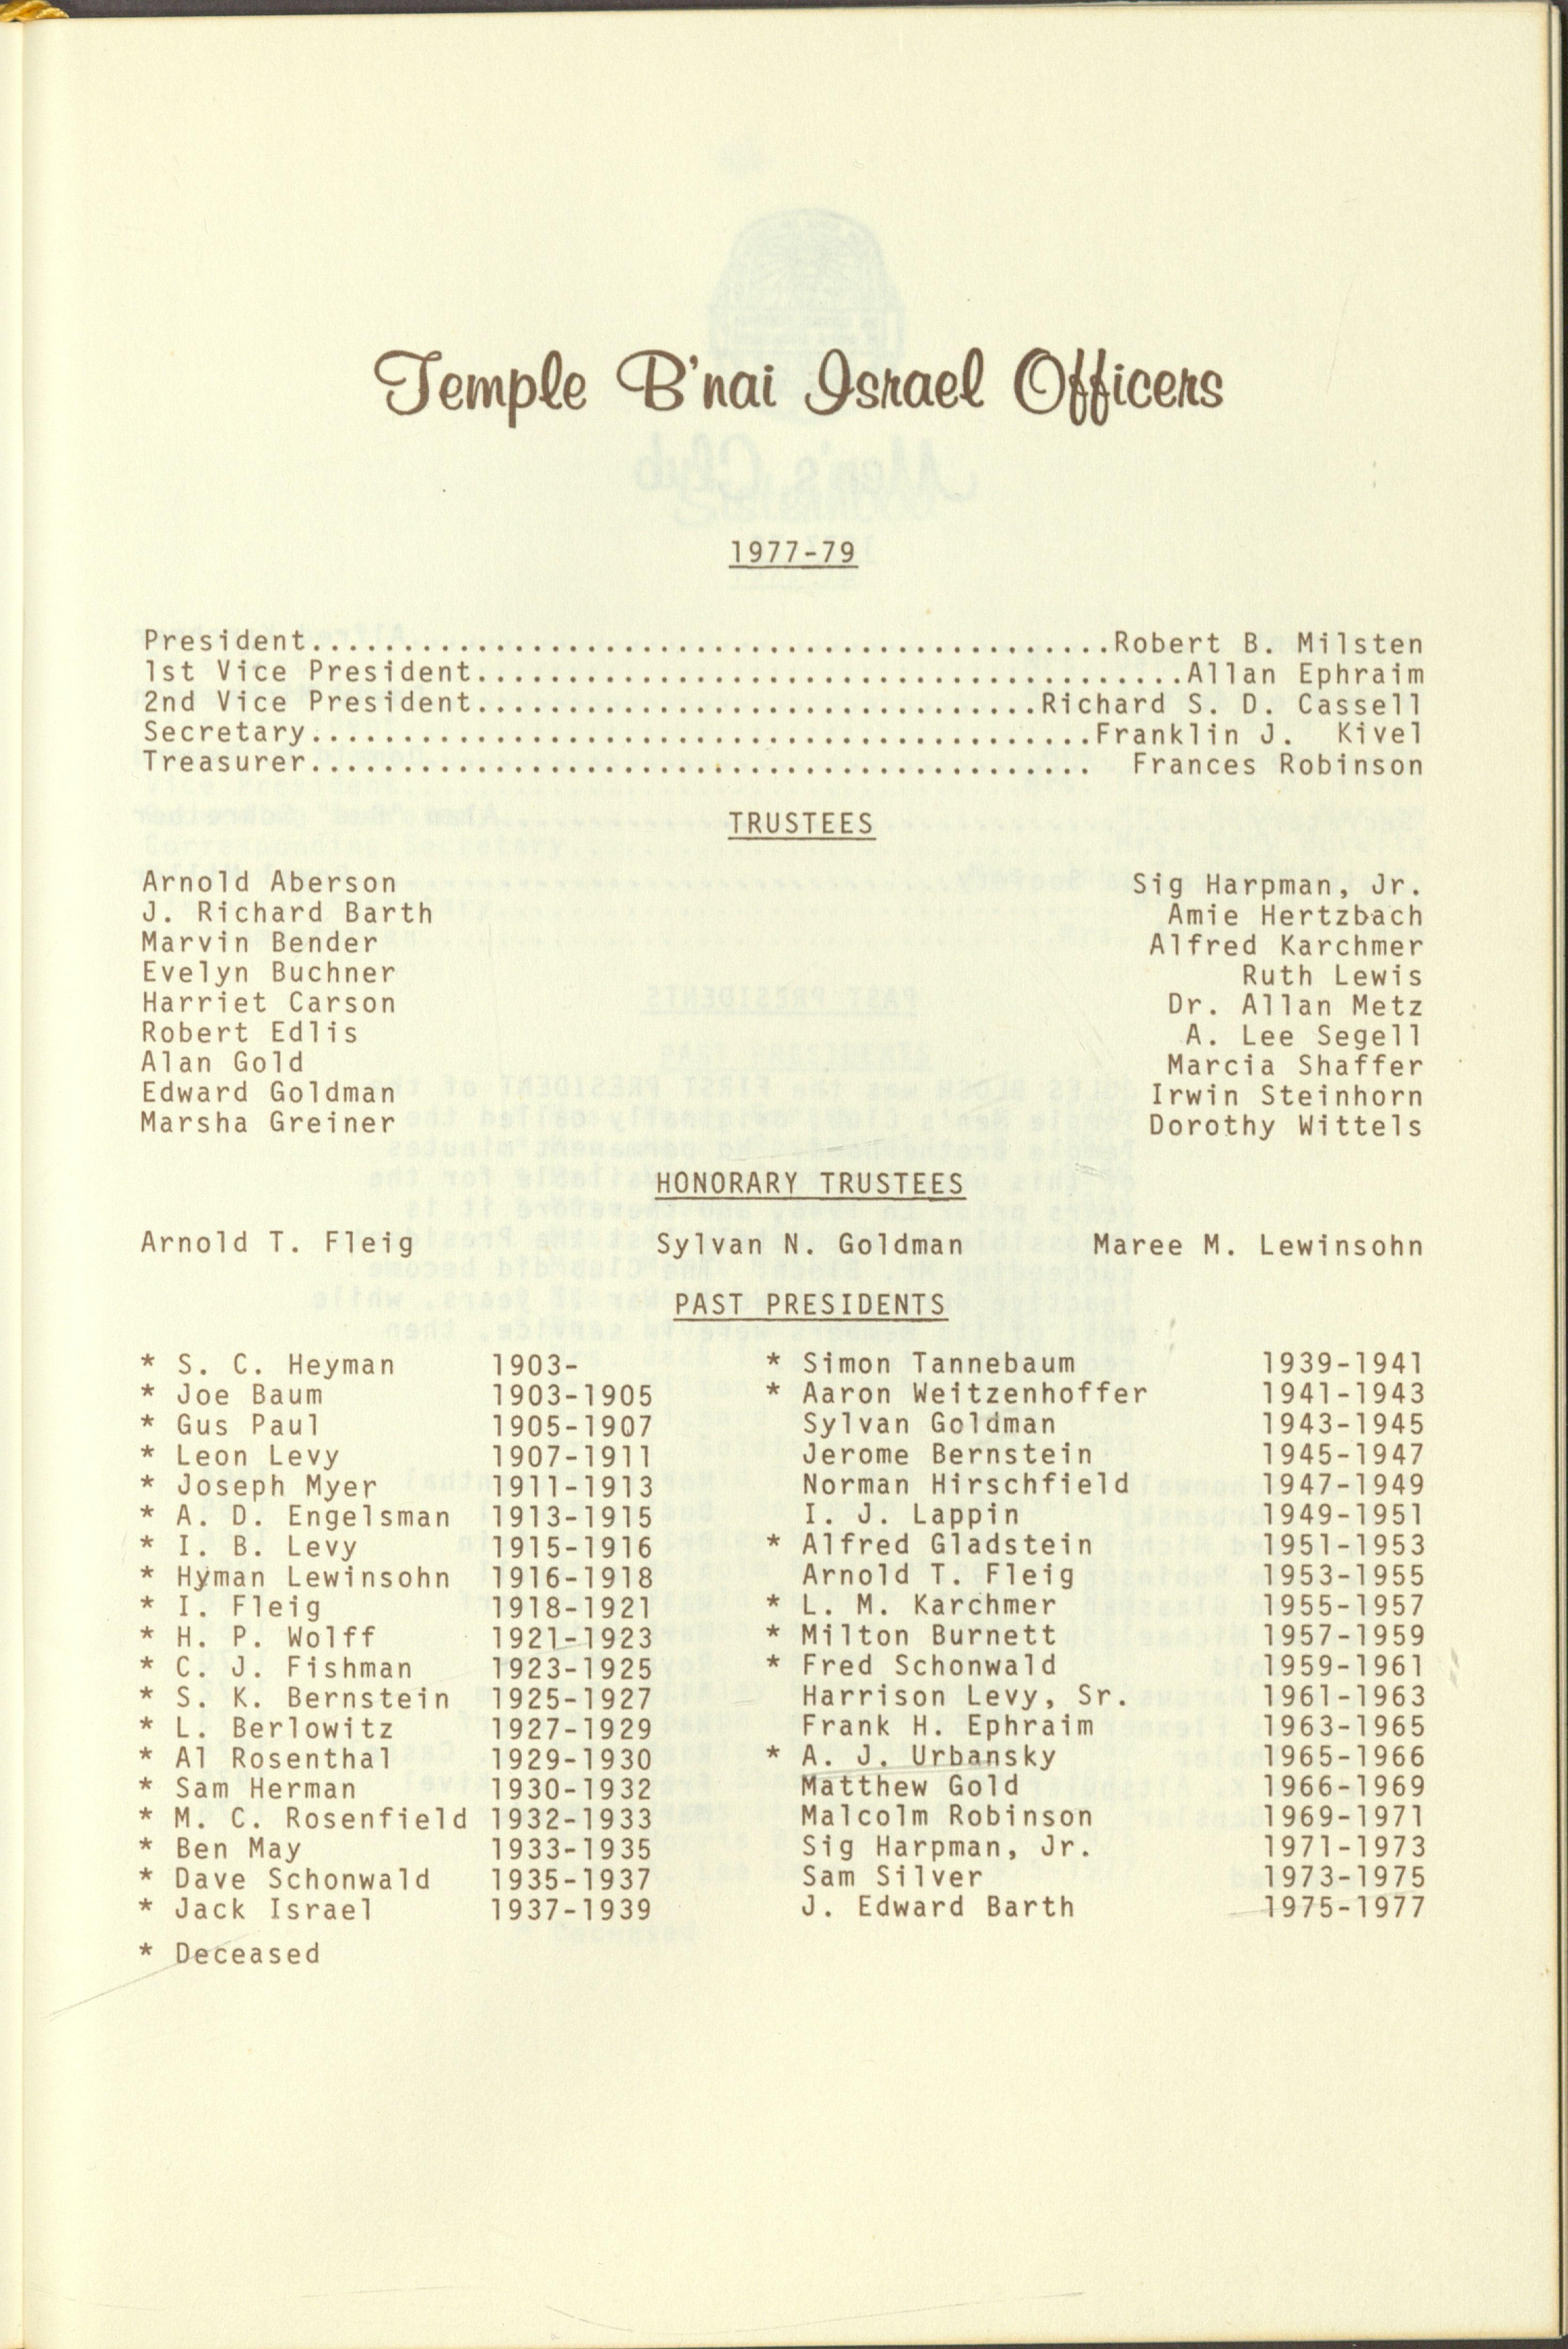 Temple B'nai Israel Officers
1977-79
President............................................Robert B. Milsten
1st Vice President.......................................Allan Ephraim
2nd Vice President...............................Richard S. D. Cassell
Secretary...........................................Franklin J. Kivel
Treasurer........................................... Frances Robinson
TRUSTEES
Arnold Aberson Sig Harpman, Jr.
J. Richard Barth Amie Hertzbach
Marvin Bender Alfred Karchmer
Evelyn Buchner Ruth Lewis
Harriet Carson Dr. Allan Metz
Robert Edlis A. Lee Segell
Alan Gold Marcia Shaffer
Edward Goldman Irwin Steinhorn
Marsha Greiner Dorothy Wittels
HONORARY TRUSTEES
Arnold T. Fleig Sylvan N. Goldman Maree M. Lewinsohn
PAST PRESIDENTS
* S. C. Heyman 1903- * Simon Tannebaum 1939-1941
* Joe Baum 1903-1905 * Aaron Weitzenhoffer 1941-1943
* Gus Paul 1905-1907 Sylvan Goldman 1943-1945
* Leon Levy 1907-1911 Jerome Bernstein 1945-1947
* Joseph Myer 1911-1913 Norman Hirschfield 1947-1949
* A. D. Engelsman 1913-1915 I. J. Lappin 1949-1951
* I. B. Levy 1915-1916 * Alfred Gladstein 1951-1953
* Hyman Lewinsohn 1916-1918 Arnold T. Fleig 1953-1955
* I. Fleig 1918-1921 * L. M. Karchmer 1955-1957
* H. P. Wolff 1921-1923 * Milton Burnett 1957-1959
* C. J. Fishman 1923-1925 * Fred Schonwald 1959-1961
* S. K. Bernstein 1925-1927 Harrison Levy, Sr. 1961-1963
* L. Berlowitz 1927-1929 Frank H. Ephraim 1963-1965
* Al Rosenthal 1929-1930 * A. J. Urbansky 1965-1966
* Sam Herman 1930-1932 Matthew Gold 1966-1969
* M. C. Rosenfield 1932-1933 Malcolm Robinson 1969-1971
* Ben May 1933-1935 Sig Harpman, Jr. 1971-1973
* Dave Schonwald 1935-1937 Sam Silver 1973-1975
* Jack Israel 1937-1939 J. Edward Barth 1975-1977
* Deceased